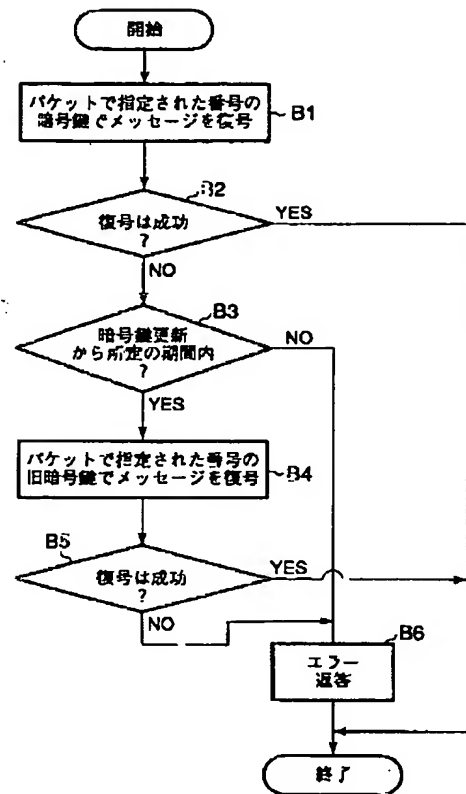 開始
パケットで指定された番号の
暗号鍵でメッセージを復号
B1
B2
復号は成功
?
YES
NO
B3
暗号鍵更新
から所定の期間内
?
NO
YES
パケットで指定された番号の
旧暗号鍵でメッセージを復号
B4
B5
復号は成功
?
YES
NO
B6
エラー
返答
終了